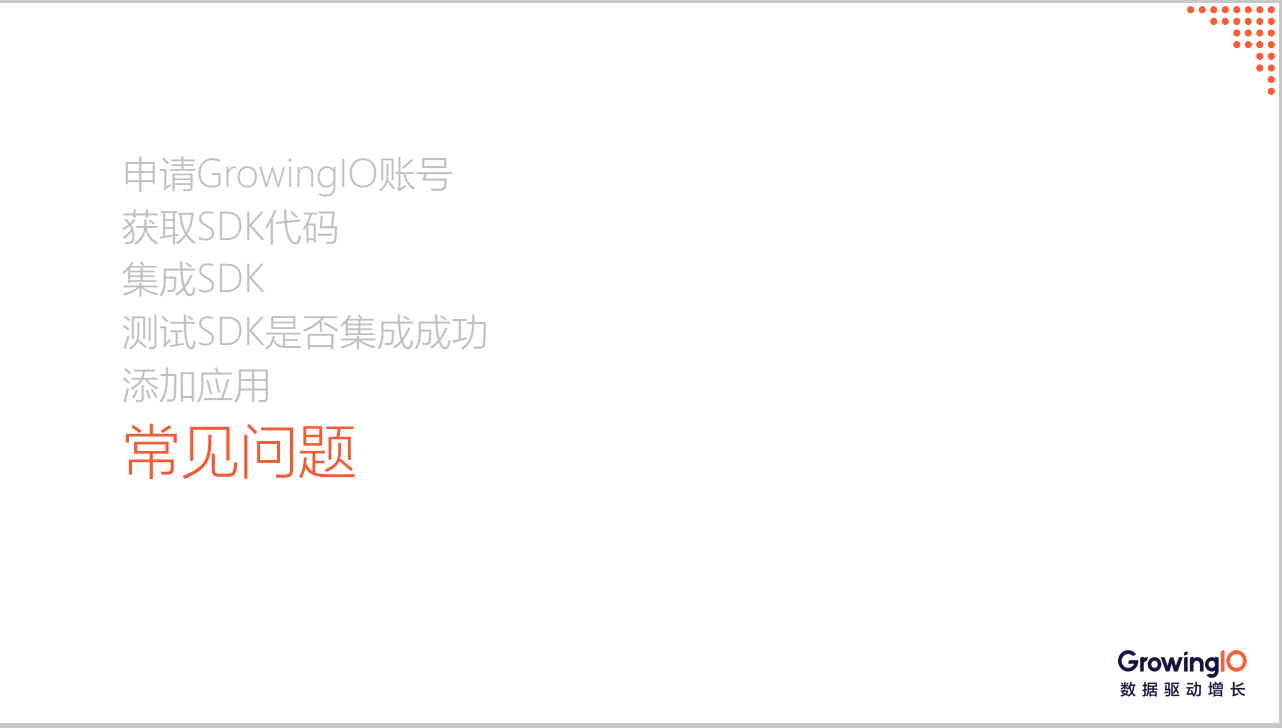 申请GrowingIO账号
获取SDK代码
集成SDK
测试SDK是否集成成功
添加应用
常见问题
GrowingIO
数据驱动增长